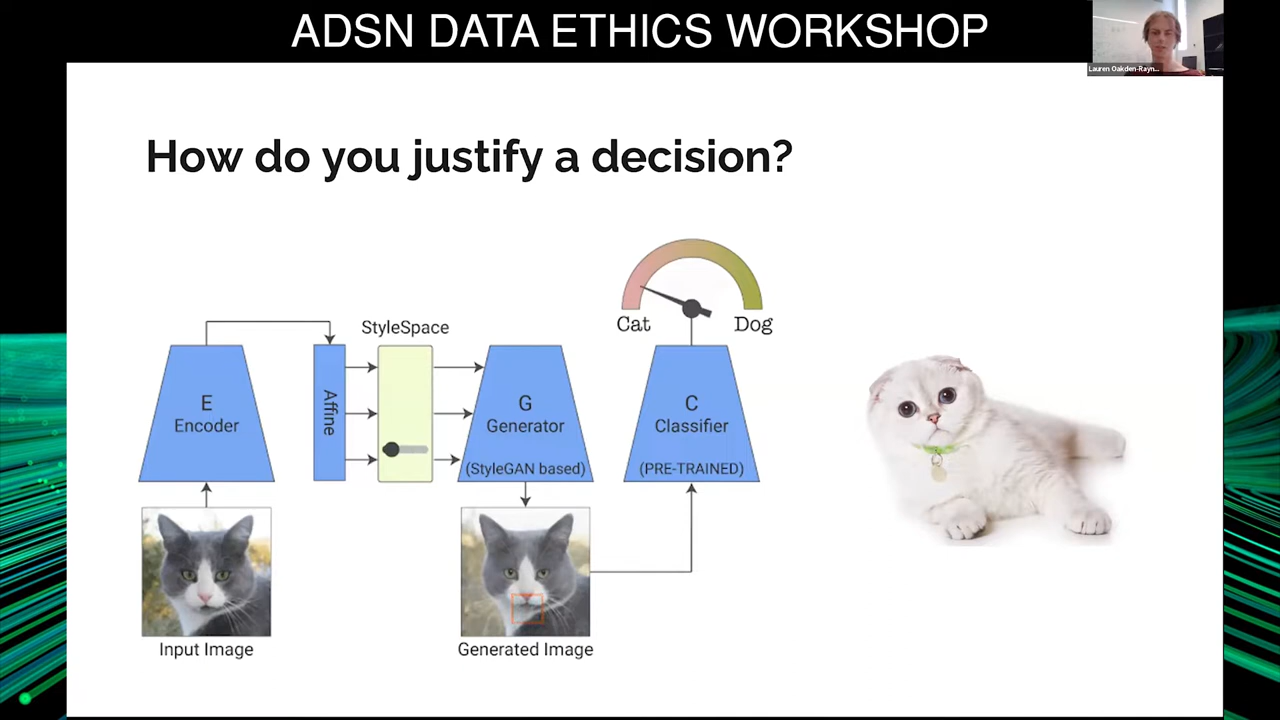 ADSN DATA ETHICS WORKSHOP
Lauren Oakden-Rayn...
How do you justify a decision?
StyleSpace
Cat
Dog
E
Encoder
Affine
G
Generator
(StyleGAN based)
C
Classifier
(PRE-TRAINED)
Input Image
Generated Image